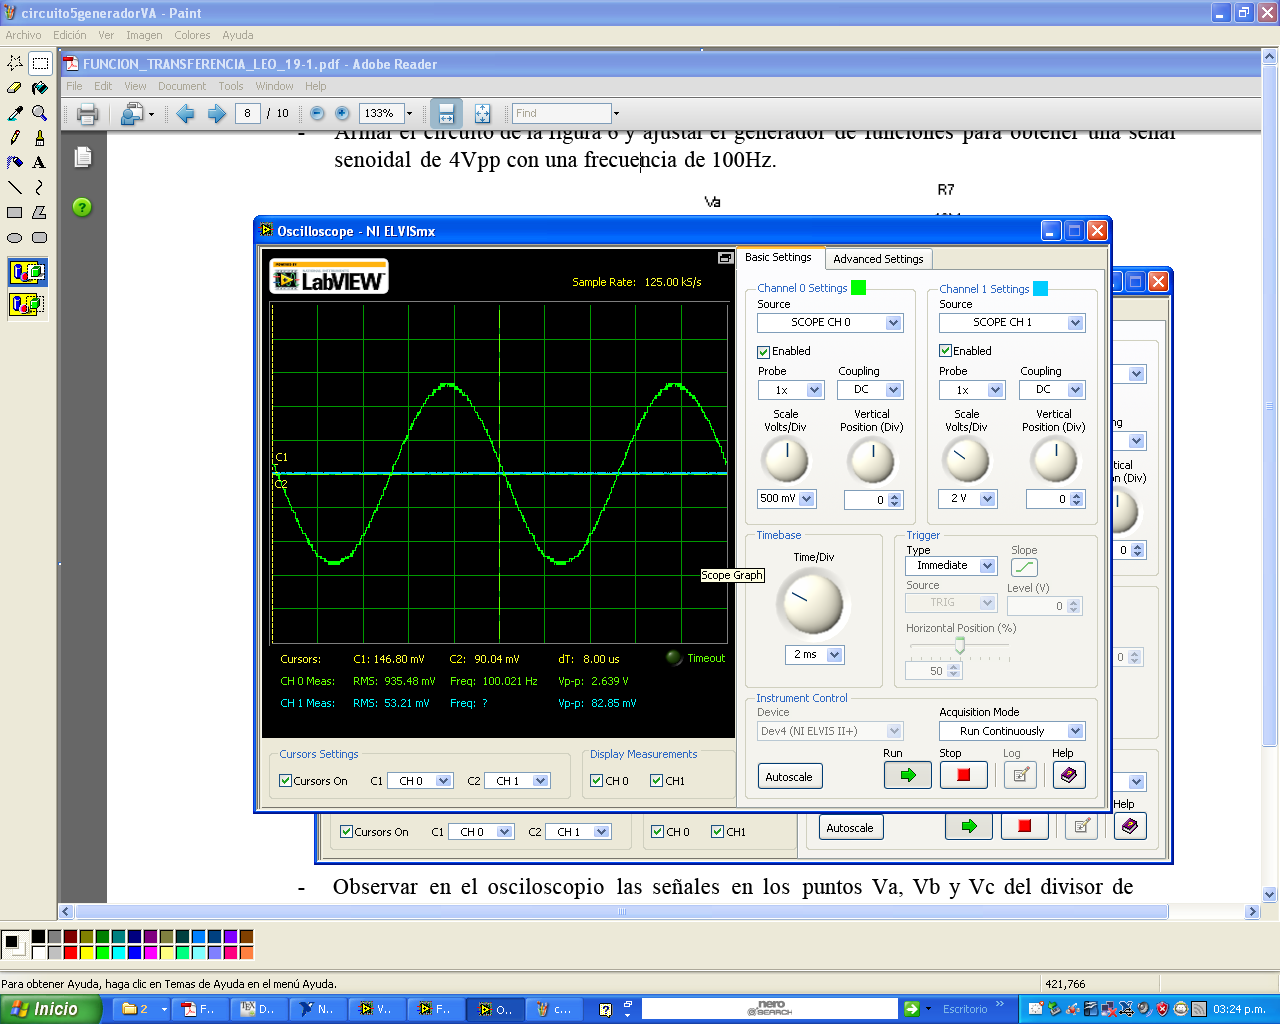 circuito5generadorVA - Paint
Archivo Edición Ver Imagen Colores Ayuda
FUNCION_TRANSFERENCIA_LEO_19-1.pdf - Adobe Reader
File Edit View Document Tools Window Help
8 / 10 133% Find
- Armar el circuito de la figura 6 y ajustar el generador de funciones para obtener una señal
senoidal de 4Vpp con una frecuencia de 100Hz.
Va
R7
Oscilloscope - NI ELVISmx
LabVIEW
Sample Rate: 125.00 kS/s
C1
C2
Cursors: C1: 146.80 mV C2: 90.04 mV dT: 8.00 us Timeout
CH 0 Meas: RMS: 935.48 mV Freq: 100.021 Hz Vp-p: 2.639 V
CH 1 Meas: RMS: 53.21 mV Freq: ? Vp-p: 82.85 mV
Scope Graph
Cursors Settings
Cursors On C1 CH 0 C2 CH 1
Display Measurements
CH 0 CH1
Basic Settings Advanced Settings
Channel 0 Settings
Source
SCOPE CH 0
Enabled
Probe Coupling
1x DC
Scale Volts/Div
Vertical Position (Div)
500 mV 0
Channel 1 Settings
Source
SCOPE CH 1
Enabled
Probe Coupling
1x DC
Scale Volts/Div
Vertical Position (Div)
2 V 0
Timebase
Time/Div
2 ms
Trigger
Type Slope
Immediate
Source Level (V)
TRIG 0
Horizontal Position (%)
50
Instrument Control
Device Acquisition Mode
Dev4 (NI ELVIS II+) Run Continuously
Run Stop Log Help
Autoscale
ng
tical
n (Div)
0
0
Help
Cursors On C1 CH 0 C2 CH 1 CH 0 CH1 Autoscale
- Observar en el osciloscopio las señales en los puntos Va, Vb y Vc del divisor de
Para obtener Ayuda, haga clic en Temas de Ayuda en el menú Ayuda.
421,766
Inicio 2 F.. D.. N.. V.. F.. O.. c... nero SEARCH Escritorio 03:24 p.m.